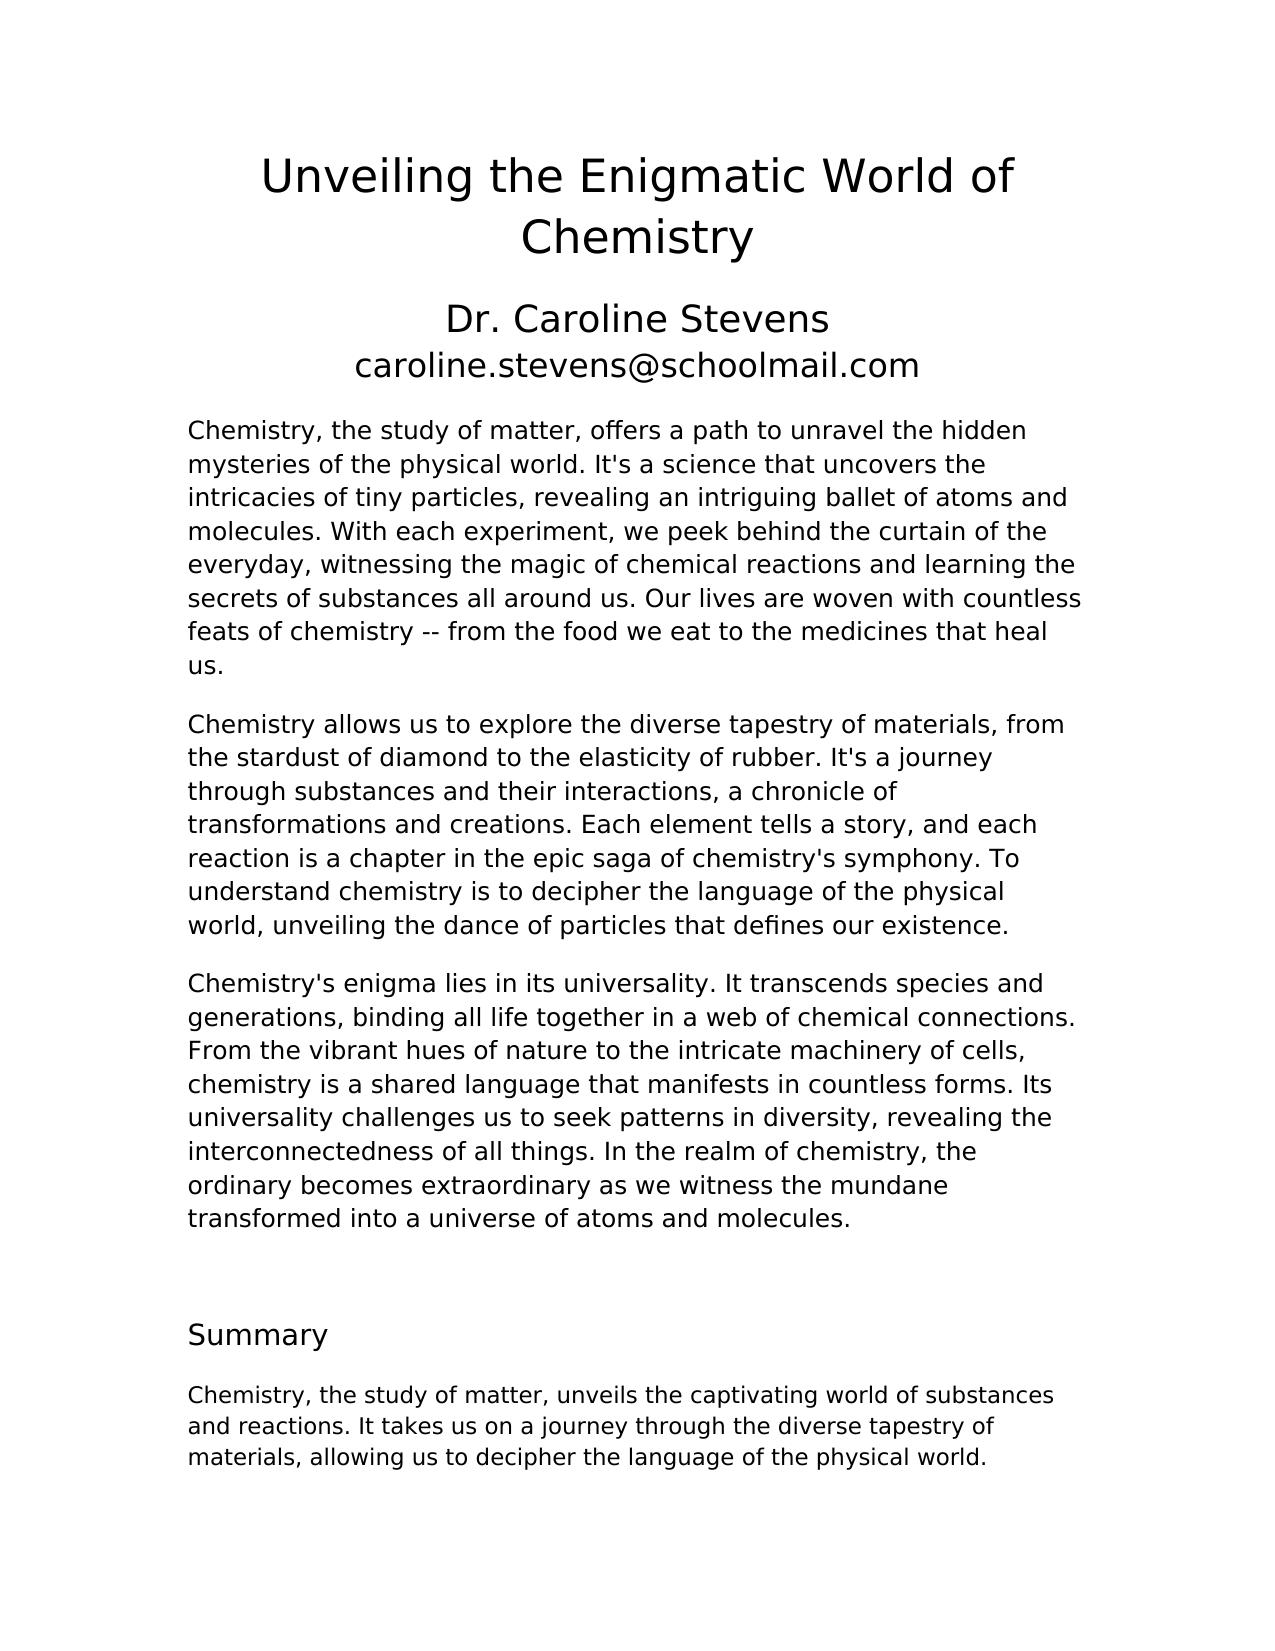 Unveiling the Enigmatic World of
Chemistry
Dr. Caroline Stevens
caroline.stevens@schoolmail.com
Chemistry, the study of matter, offers a path to unravel the hidden
mysteries of the physical world. It's a science that uncovers the
intricacies of tiny particles, revealing an intriguing ballet of atoms and
molecules. With each experiment, we peek behind the curtain of the
everyday, witnessing the magic of chemical reactions and learning the
secrets of substances all around us. Our lives are woven with countless
feats of chemistry -- from the food we eat to the medicines that heal
us.
Chemistry allows us to explore the diverse tapestry of materials, from
the stardust of diamond to the elasticity of rubber. It's a journey
through substances and their interactions, a chronicle of
transformations and creations. Each element tells a story, and each
reaction is a chapter in the epic saga of chemistry's symphony. To
understand chemistry is to decipher the language of the physical
world, unveiling the dance of particles that defines our existence.
Chemistry's enigma lies in its universality. It transcends species and
generations, binding all life together in a web of chemical connections.
From the vibrant hues of nature to the intricate machinery of cells,
chemistry is a shared language that manifests in countless forms. Its
universality challenges us to seek patterns in diversity, revealing the
interconnectedness of all things. In the realm of chemistry, the
ordinary becomes extraordinary as we witness the mundane
transformed into a universe of atoms and molecules.
Summary
Chemistry, the study of matter, unveils the captivating world of substances
and reactions. It takes us on a journey through the diverse tapestry of
materials, allowing us to decipher the language of the physical world.